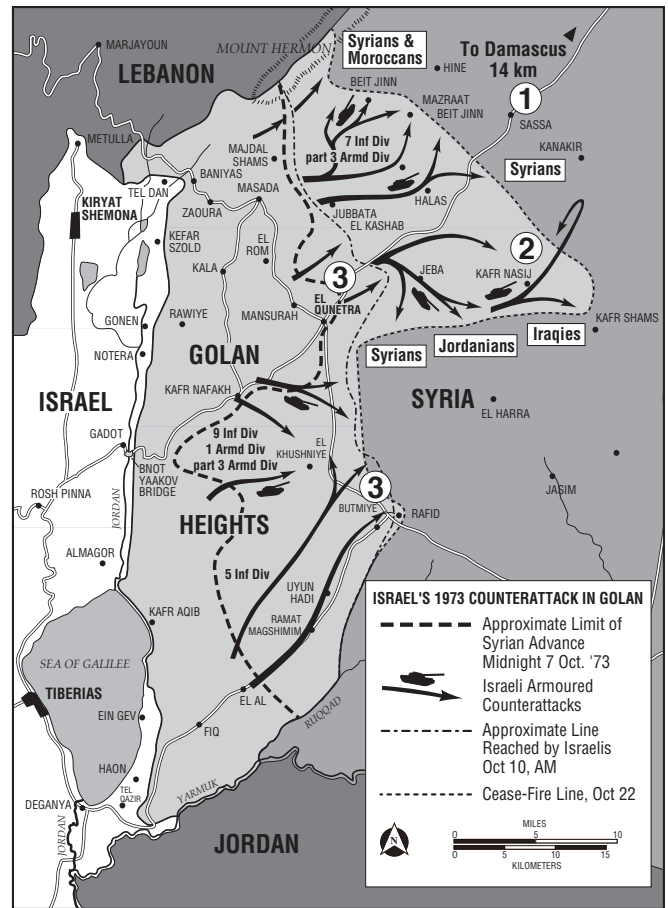 MARJAYOUN
MOUNT HERMON
Syrians &
Moroccans
To Damascus
14 km
LEBANON
HINE
BEIT JINN
1
MAZRAAT
BEIT JINN
SASSA
METULLA
7 Inf Div
part 3 Armd Div
KANAKIR
MAJDAL
SHAMS
BANIYAS
Syrians
TEL DAN
MASADA
KIRYAT
SHEMONA
ZAOURA
HALAS
JUBBATA
EL KASHAB
KEFAR
SZOLD
EL
ROM
2
KALA
3
JEBA
KAFR NASIJ
EL
QUNETRA
MANSURAH
GONEN
RAWIYE
KAFR SHAMS
Iraqies
Jordanians
Syrians
NOTERA
GOLAN
KAFR NAFAKH
ISRAEL
SYRIA
EL HARRA
9 Inf Div
1 Armd Div
part 3 Armd Div
GADOT
EL
KHUSHNIYE
BNOT
YAAKOV
BRIDGE
ROSH PINNA
JORDAN
3
JASIM
BUTMIYE
RAFID
HEIGHTS
ALMAGOR
5 Inf Div
UYUN
HADI
KAFR AQIB
RAMAT
MAGSHIMIM
SEA OF GALILEE
TIBERIAS
EL AL
EIN GEV
FIQ
RUQQAD
HAON
TEL
QAZIR
YARMUK
DEGANYA
JORDAN
JORDAN
ISRAEL'S 1973 COUNTERATTACK IN GOLAN
Approximate Limit of
Syrian Advance
Midnight 7 Oct. '73
Israeli Armoured
Counterattacks
Approximate Line
Reached by Israelis
Oct 10, AM
Cease-Fire Line, Oct 22
N
MILES
0 5 10
0 5 10 15
KILOMETERS